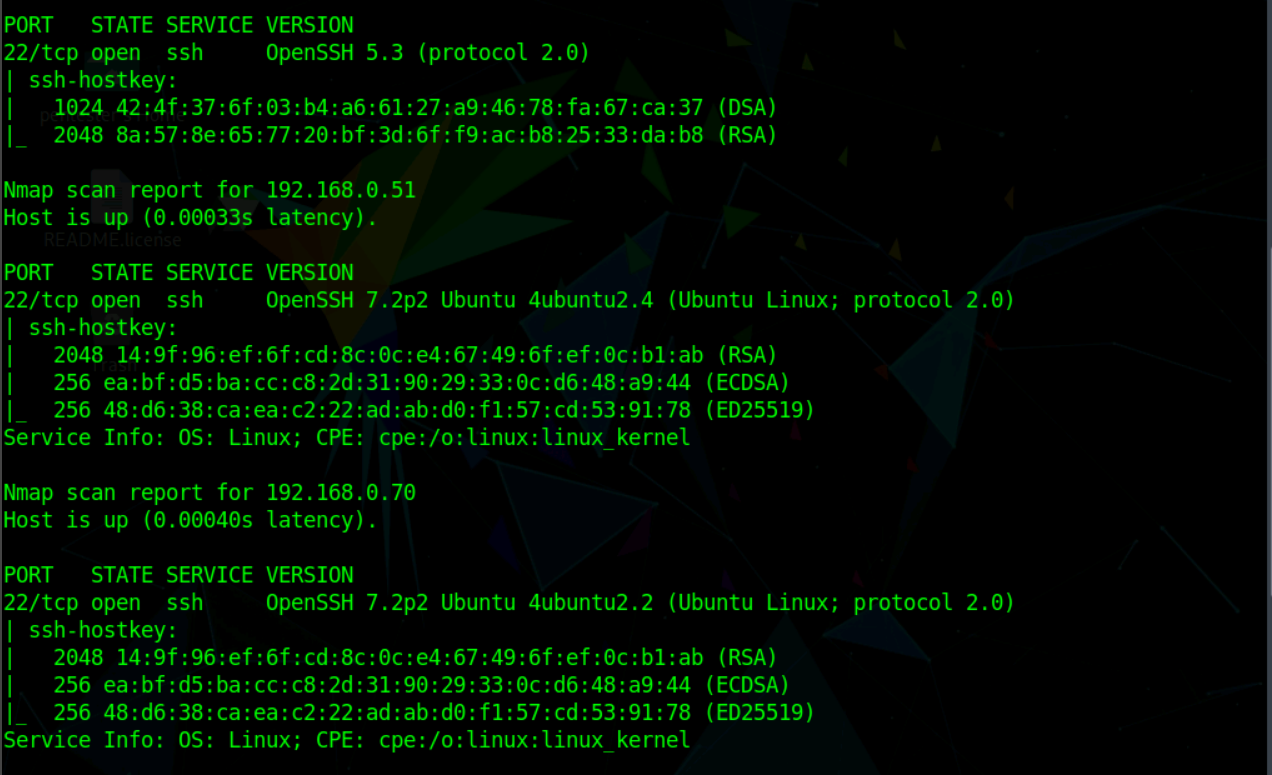 PORT   STATE SERVICE VERSION
22/tcp open  ssh     OpenSSH 5.3 (protocol 2.0)
| ssh-hostkey:
|   1024 42:4f:37:6f:03:b4:a6:61:27:a9:46:78:fa:67:ca:37 (DSA)
|_  2048 8a:57:8e:65:77:20:bf:3d:6f:f9:ac:b8:25:33:da:b8 (RSA)
Nmap scan report for 192.168.0.51
Host is up (0.00033s latency).
README.license
PORT   STATE SERVICE VERSION
22/tcp open  ssh     OpenSSH 7.2p2 Ubuntu 4ubuntu2.4 (Ubuntu Linux; protocol 2.0)
| ssh-hostkey:
|   2048 14:9f:96:ef:6f:cd:8c:0c:e4:67:49:6f:ef:0c:b1:ab (RSA)
|   256 ea:bf:d5:ba:cc:c8:2d:31:90:29:33:0c:d6:48:a9:44 (ECDSA)
|_  256 48:d6:38:ca:ea:c2:22:ad:ab:d0:f1:57:cd:53:91:78 (ED25519)
Service Info: OS: Linux; CPE: cpe:/o:linux:linux_kernel
Nmap scan report for 192.168.0.70
Host is up (0.00040s latency).
PORT   STATE SERVICE VERSION
22/tcp open  ssh     OpenSSH 7.2p2 Ubuntu 4ubuntu2.2 (Ubuntu Linux; protocol 2.0)
| ssh-hostkey:
|   2048 14:9f:96:ef:6f:cd:8c:0c:e4:67:49:6f:ef:0c:b1:ab (RSA)
|   256 ea:bf:d5:ba:cc:c8:2d:31:90:29:33:0c:d6:48:a9:44 (ECDSA)
|_  256 48:d6:38:ca:ea:c2:22:ad:ab:d0:f1:57:cd:53:91:78 (ED25519)
Service Info: OS: Linux; CPE: cpe:/o:linux:linux_kernel